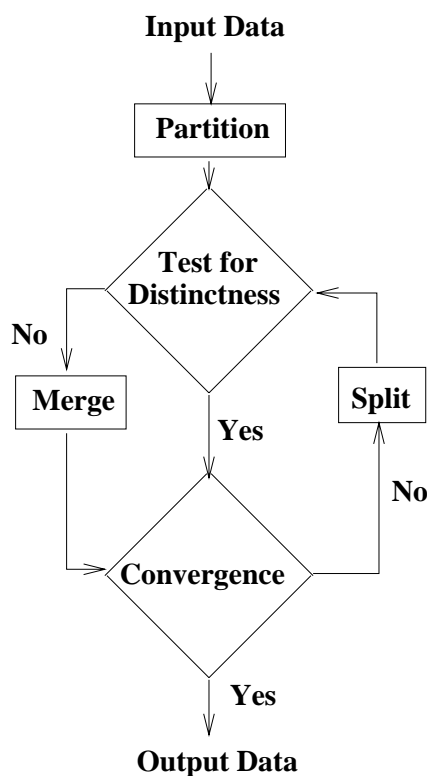 Input Data
Partition
Test for
Distinctness
No
Merge
Split
Yes
No
Convergence
Yes
Output Data